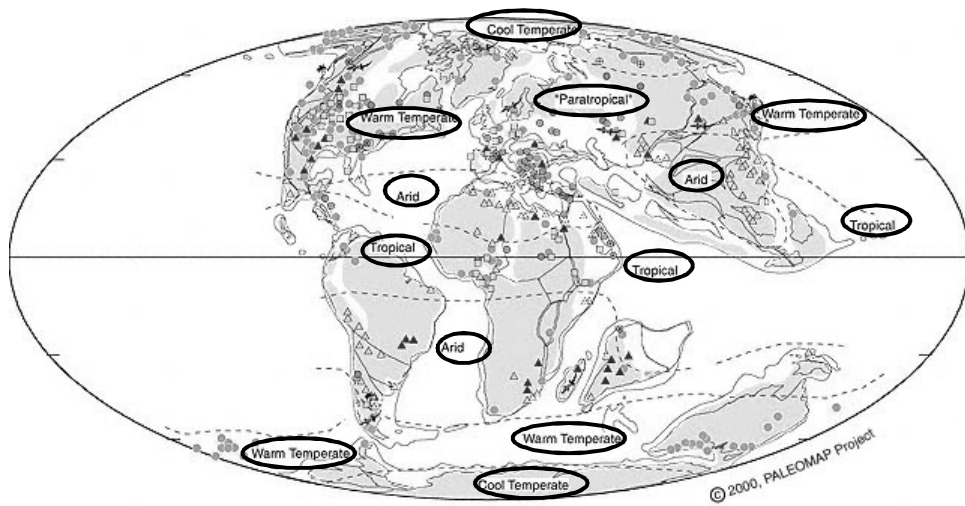 Cool Temperate
"Paratropical"
Warm Temperate
Warm Temperate
Arid
Arid
Tropical
Tropical
Tropical
Arid
Warm Temperate
Warm Temperate
Cool Temperate
© 2000, PALEOMAP Project